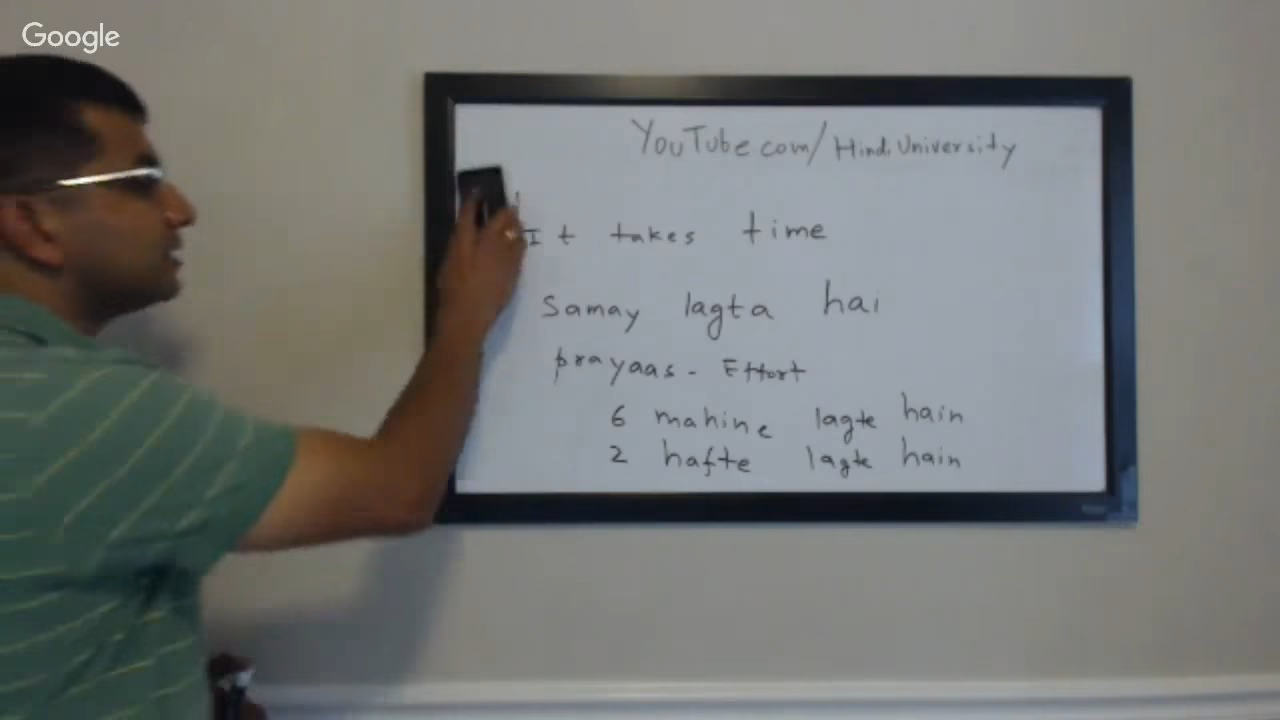 Google
YouTube.com/HindiUniversity
It takes time
samay lagta hai
prayaas - Effort
6 mahine lagte hain
2 hafte lagte hain